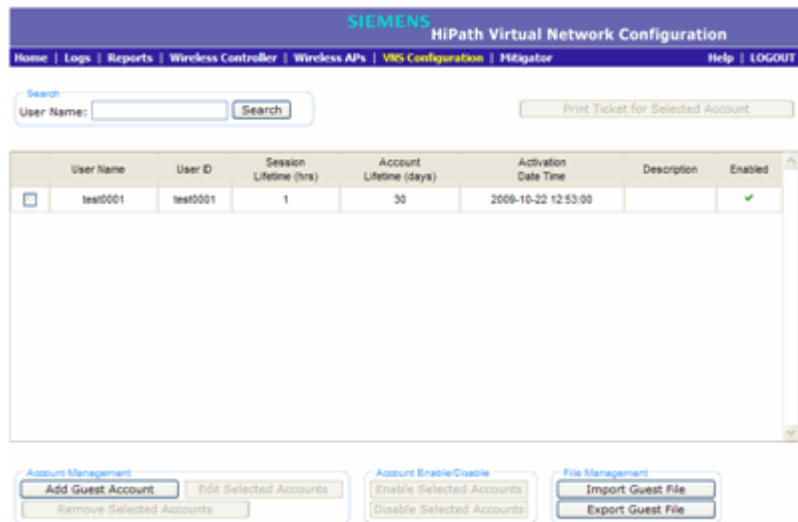 SIEMENS
HiPath Virtual Network Configuration
Home | Logs | Reports | Wireless Controller | Wireless APs | VNS Configuration | Mitigator Help | LOGOUT
Search
User Name: Search Print Ticket for Selected Account
User Name User ID Session Lifetime (hrs) Account Lifetime (days) Activation Date Time Description Enabled
test0001 test0001 1 30 2009-10-22 12:53:00
Account Management Account Enable/Disable File Management
Add Guest Account Edit Selected Accounts Enable Selected Accounts Import Guest File
Remove Selected Accounts Disable Selected Accounts Export Guest File